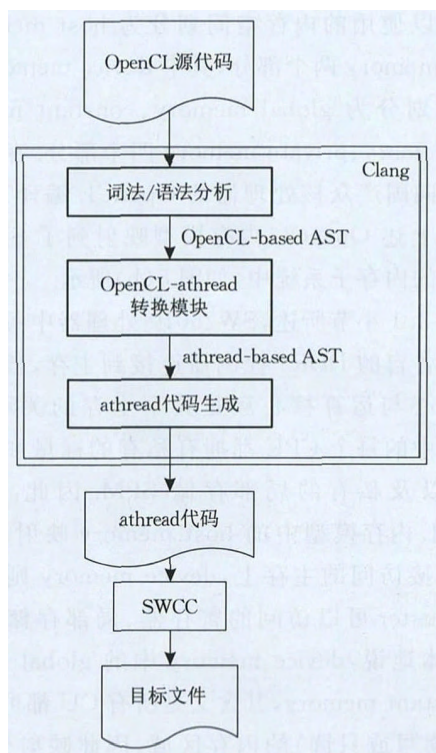 OpenCL源代码
Clang
词法/语法分析
OpenCL-based AST
OpenCL-athread
转换模块
athread-based AST
athread代码生成
athread代码
SWCC
目标文件